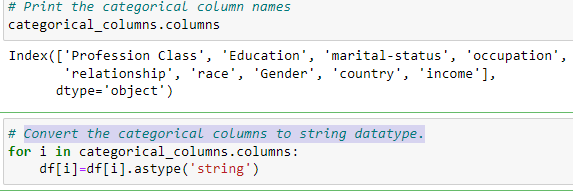 # Print the categorical column names
categorical_columns.columns
Index(['Profession Class', 'Education', 'marital-status', 'occupation',
'relationship', 'race', 'Gender', 'country', 'income'],
dtype='object')
# Convert the categorical columns to string datatype.
for i in categorical_columns.columns:
df[i]=df[i].astype('string')